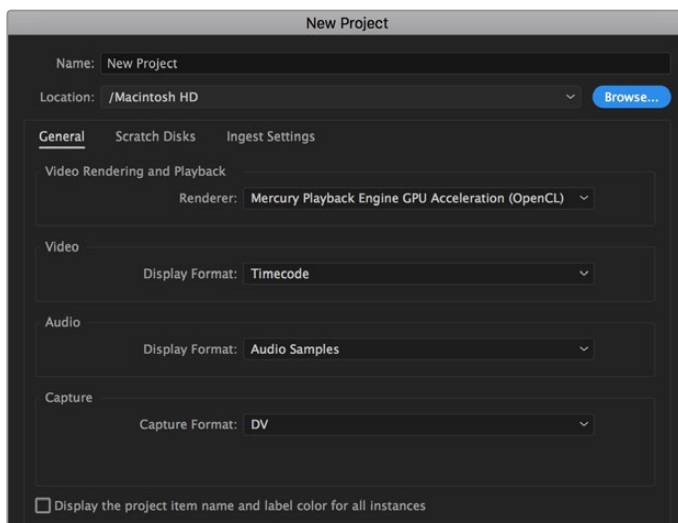 New Project
Name: New Project
Location: /Macintosh HD Browse...
General Scratch Disks Ingest Settings
Video Rendering and Playback
Renderer: Mercury Playback Engine GPU Acceleration (OpenCL)
Video
Display Format: Timecode
Audio
Display Format: Audio Samples
Capture
Capture Format: DV
Display the project item name and label color for all instances